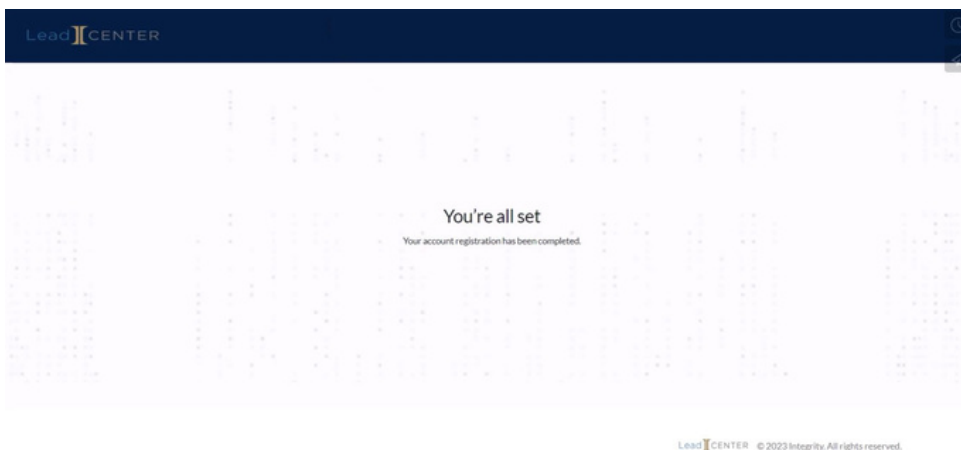 Lead CENTER
You're all set
Your account registration has been completed.
Lead CENTER © 2023 Integrity. All rights reserved.